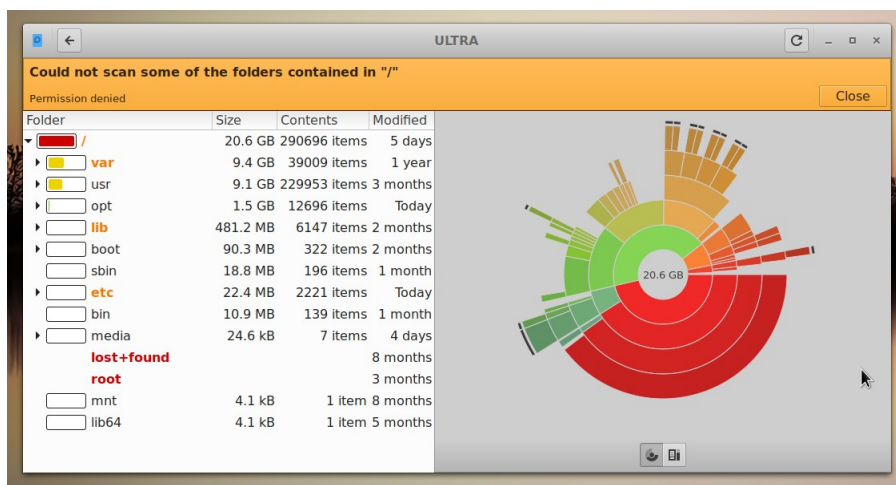 ULTRA
Could not scan some of the folders contained in "/"
Permission denied
Close
Folder Size Contents Modified
/ 20.6 GB 290696 items 5 days
var 9.4 GB 39009 items 1 year
usr 9.1 GB 229953 items 3 months
opt 1.5 GB 12696 items Today
lib 481.2 MB 6147 items 2 months
boot 90.3 MB 322 items 2 months
sbin 18.8 MB 196 items 1 month
etc 22.4 MB 2221 items Today
bin 10.9 MB 139 items 1 month
media 24.6 kB 7 items 4 days
lost+found 8 months
root 3 months
mnt 4.1 kB 1 item 8 months
lib64 4.1 kB 1 item 5 months
20.6 GB